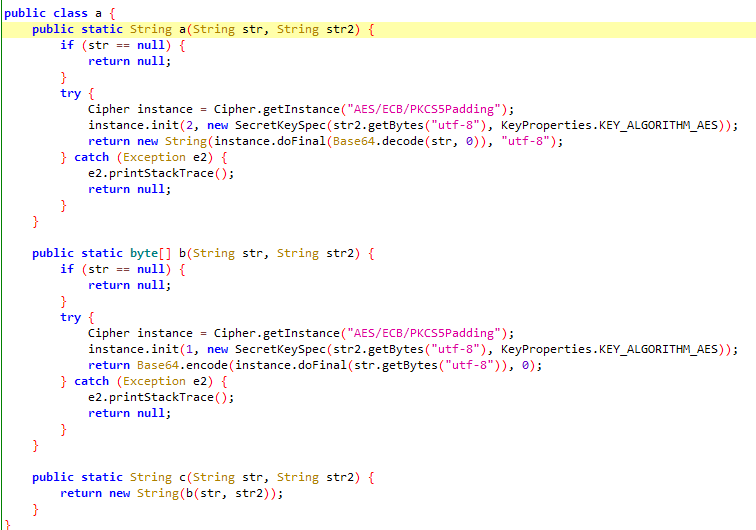 public class a {
    public static String a(String str, String str2) {
        if (str == null) {
            return null;
        }
        try {
            Cipher instance = Cipher.getInstance("AES/ECB/PKCS5Padding");
            instance.init(2, new SecretKeySpec(str2.getBytes("utf-8"), KeyProperties.KEY_ALGORITHM_AES));
            return new String(instance.doFinal(Base64.decode(str, 0)), "utf-8");
        } catch (Exception e2) {
            e2.printStackTrace();
            return null;
        }
    }

    public static byte[] b(String str, String str2) {
        if (str == null) {
            return null;
        }
        try {
            Cipher instance = Cipher.getInstance("AES/ECB/PKCS5Padding");
            instance.init(1, new SecretKeySpec(str2.getBytes("utf-8"), KeyProperties.KEY_ALGORITHM_AES));
            return Base64.encode(instance.doFinal(str.getBytes("utf-8")), 0);
        } catch (Exception e2) {
            e2.printStackTrace();
            return null;
        }
    }

    public static String c(String str, String str2) {
        return new String(b(str, str2));
    }
}